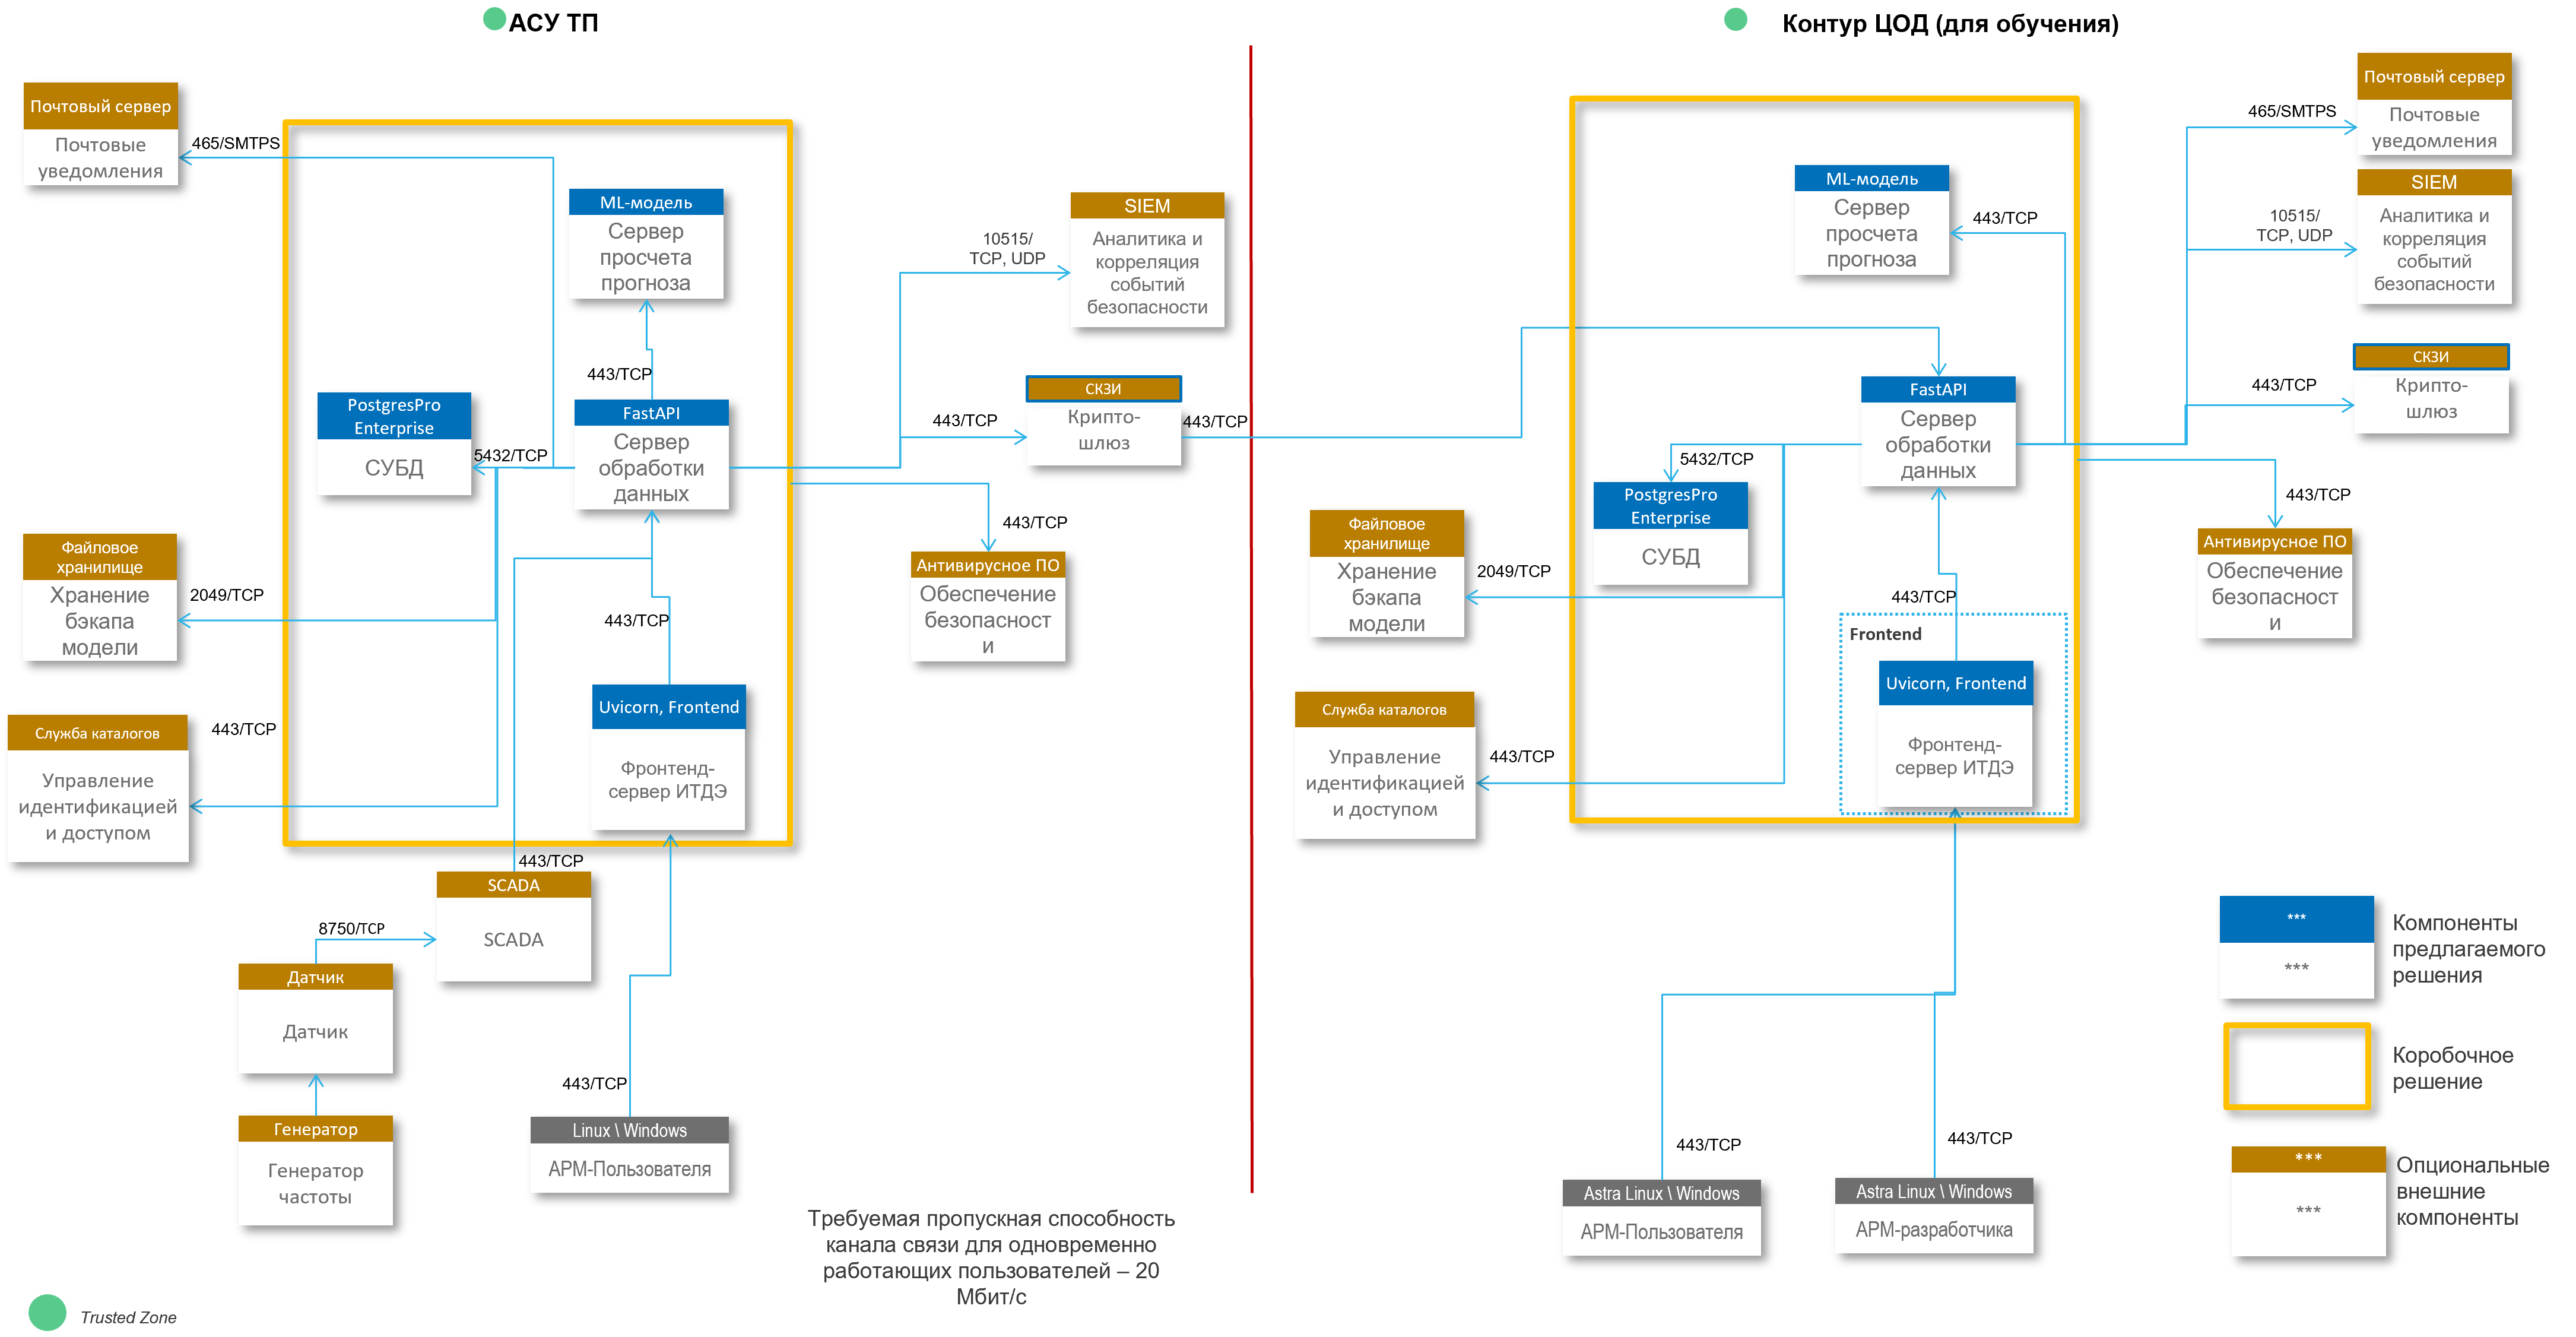 АСУ ТП
Почтовый сервер
Почтовые
уведомления
465/SMTPS
ML-модель
Сервер
просчета
прогноза
443/TCP
PostgresPro
Enterprise
СУБД
5432/TCP
FastAPI
Сервер
обработки
данных
SIEM
Аналитика и
корреляция
событий
безопасности
10515/
TCP, UDP
СКЗИ
Крипто-
шлюз
443/TCP
443/TCP
443/TCP
Антивирусное ПО
Обеспечение
безопасност
и
Файловое
хранилище
Хранение
бэкапа
модели
2049/TCP
443/TCP
Служба каталогов
Управление
идентификацией
и доступом
443/TCP
Uvicorn, Frontend
Фронтенд-
сервер ИТДЭ
443/TCP
SCADA
SCADA
8750/TCP
Датчик
Датчик
Генератор
Генератор
частоты
443/TCP
Linux \ Windows
АРМ-Пользователя
Требуемая пропускная способность
канала связи для одновременно
работающих пользователей – 20
Мбит/с
Trusted Zone
Контур ЦОД (для обучения)
Почтовый сервер
Почтовые
уведомления
465/SMTPS
SIEM
Аналитика и
корреляция
событий
безопасности
10515/
TCP, UDP
ML-модель
Сервер
просчета
прогноза
443/TCP
СКЗИ
Крипто-
шлюз
443/TCP
FastAPI
Сервер
обработки
данных
5432/TCP
PostgresPro
Enterprise
СУБД
443/TCP
Антивирусное ПО
Обеспечение
безопасност
и
Файловое
хранилище
Хранение
бэкапа
модели
2049/TCP
443/TCP
Frontend
Uvicorn, Frontend
Фронтенд-
сервер ИТДЭ
Служба каталогов
Управление
идентификацией
и доступом
443/TCP
443/TCP
443/TCP
Astra Linux \ Windows
АРМ-Пользователя
Astra Linux \ Windows
АРМ-разработчика
***
***
Компоненты
предлагаемого
решения
Коробочное
решение
***
***
Опциональные
внешние
компоненты